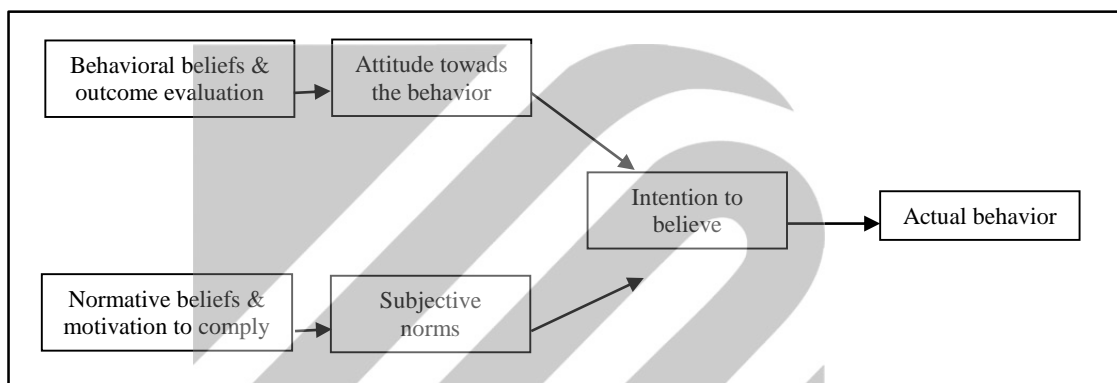 Behavioral beliefs &
outcome evaluation
Attitude towads
the behavior
Intention to
believe
Actual behavior
Normative beliefs &
motivation to comply
Subjective
norms